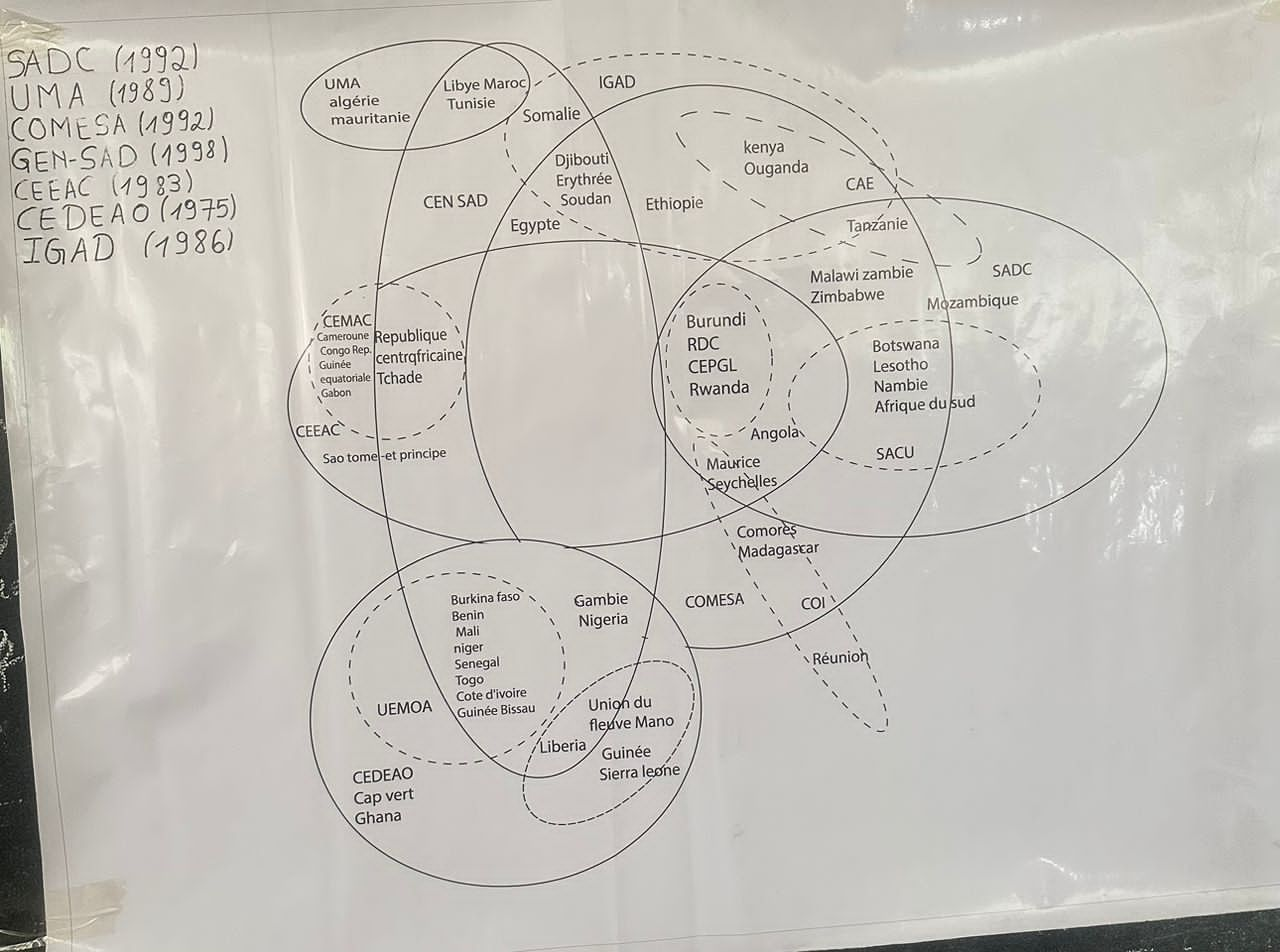 SADC (1992)
UMA (1989)
COMESA (1992)
GEN-SAD (1998)
CEEAC (1983)
CEDEAO (1975)
IGAD (1986)
UMA
algérie
mauritanie
Libye Maroc
Tunisie
IGAD
Somalie
Djibouti
Erythrée
Soudan
CEN SAD
Egypte
Ethiopie
kenya
Ouganda
CAE
Tanzanie
Malawi zambie
Zimbabwe
SADC
Mozambique
CEMAC
Cameroune
Congo Rep.
Guinée
equatoriale
Gabon
Republique
centrqfricaine
Tchade
CEEAC
Sao tome-et principe
Burundi
RDC
CEPGL
Rwanda
Angola
Botswana
Lesotho
Nambie
Afrique du sud
SACU
Maurice
Seychelles
Comores
Madagascar
COMESA
COI
Réunion
Burkina faso
Benin
Mali
niger
Senegal
Togo
Cote d'ivoire
Guinée Bissau
Gambie
Nigeria
UEMOA
Union du
fleuve Mano
Liberia
Guinée
Sierra leone
CEDEAO
Cap vert
Ghana